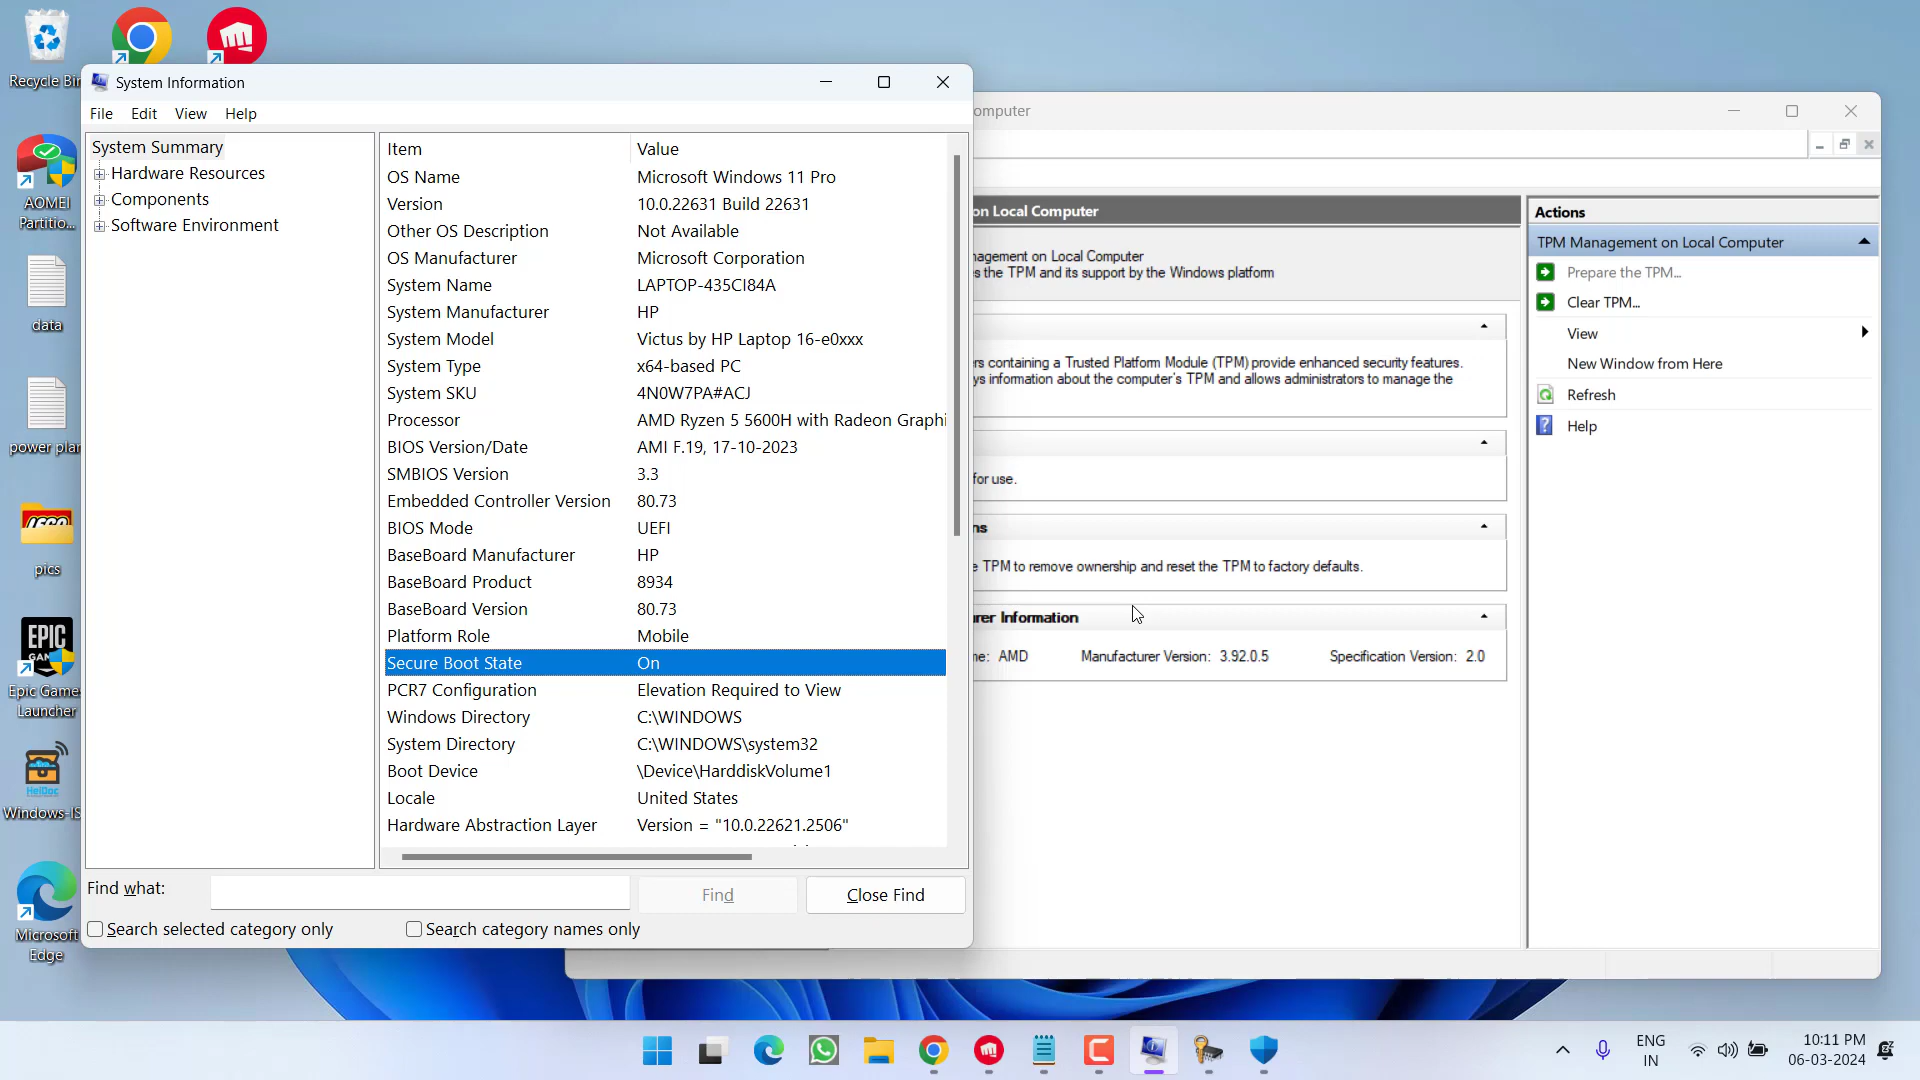 Recycle Bin
AOMEI
Partitio...
data
power plan
LEGO
pics
EPIC
Epic Games
Launcher
HeiDoc
Windows-IS
Microsoft
Edge
System Information
File Edit View Help
System Summary
Hardware Resources
Components
Software Environment
Item Value
OS Name Microsoft Windows 11 Pro
Version 10.0.22631 Build 22631
Other OS Description Not Available
OS Manufacturer Microsoft Corporation
System Name LAPTOP-435CI84A
System Manufacturer HP
System Model Victus by HP Laptop 16-e0xxx
System Type x64-based PC
System SKU 4N0W7PA#ACJ
Processor AMD Ryzen 5 5600H with Radeon Graphi
BIOS Version/Date AMI F.19, 17-10-2023
SMBIOS Version 3.3
Embedded Controller Version 80.73
BIOS Mode UEFI
BaseBoard Manufacturer HP
BaseBoard Product 8934
BaseBoard Version 80.73
Platform Role Mobile
Secure Boot State On
PCR7 Configuration Elevation Required to View
Windows Directory C:\WINDOWS
System Directory C:\WINDOWS\system32
Boot Device \Device\HarddiskVolume1
Locale United States
Hardware Abstraction Layer Version = "10.0.22621.2506"
Find what:
Find
Close Find
Search selected category only
Search category names only
omputer
on Local Computer
nagement on Local Computer
s the TPM and its support by the Windows platform
rs containing a Trusted Platform Module (TPM) provide enhanced security features.
ys information about the computer's TPM and allows administrators to manage the
for use.
ns
e TPM to remove ownership and reset the TPM to factory defaults.
urer Information
ne: AMD Manufacturer Version: 3.92.0.5 Specification Version: 2.0
Actions
TPM Management on Local Computer
Prepare the TPM...
Clear TPM...
View
New Window from Here
Refresh
Help
ENG
IN
10:11 PM
06-03-2024